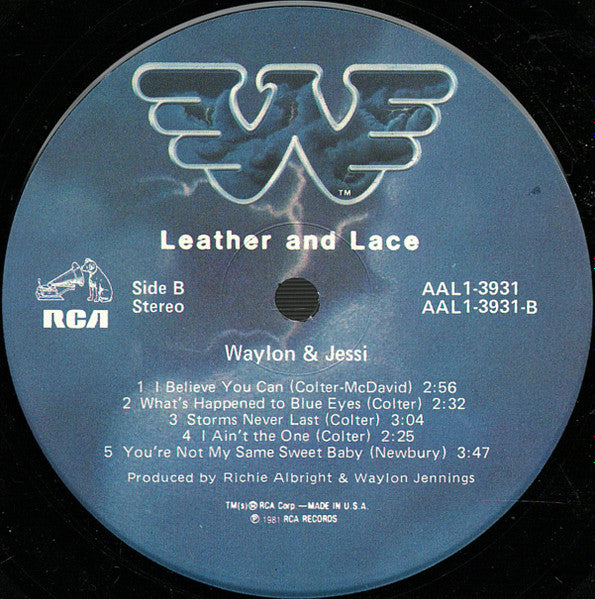 TM
Leather and Lace
Side B
Stereo
AAL1-3931
AAL1-3931-B
RCA
Waylon & Jessi
1 I Believe You Can (Colter-McDavid) 2:56
2 What's Happened to Blue Eyes (Colter) 2:32
3 Storms Never Last (Colter) 3:04
4 I Ain't the One (Colter) 2:25
5 You're Not My Same Sweet Baby (Newbury) 3:47
Produced by Richie Albright & Waylon Jennings
TM(s) ® RCA Corp.—MADE IN U.S.A.
℗ 1981 RCA RECORDS